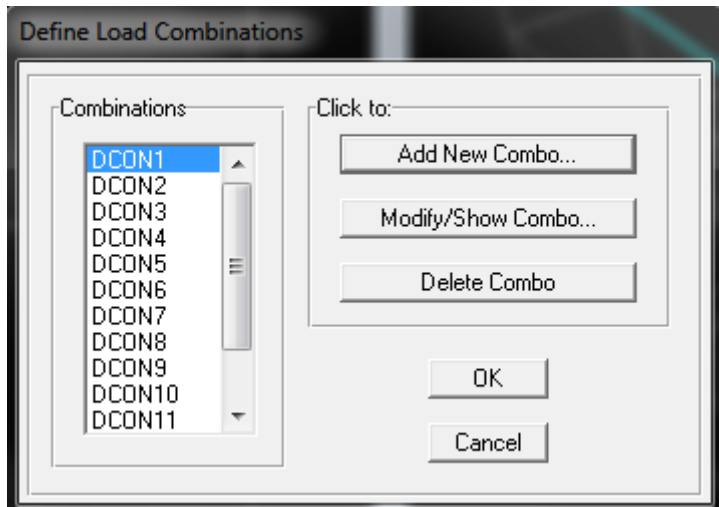 Define Load Combinations
Combinations
DCON1
DCON2
DCON3
DCON4
DCON5
DCON6
DCON7
DCON8
DCON9
DCON10
DCON11
Click to:
Add New Combo...
Modify/Show Combo...
Delete Combo
OK
Cancel